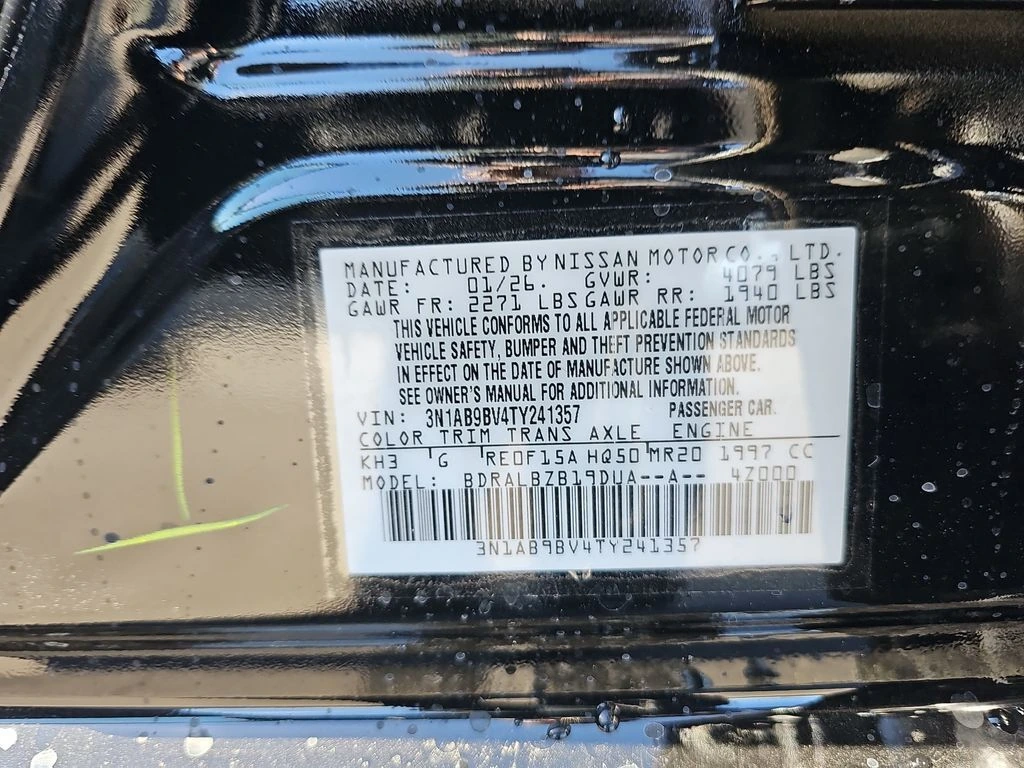 MANUFACTURED BY NISSAN MOTOR CO., LTD.
DATE: 01/26. GVWR: 4079 LBS
GAWR FR: 2271 LBS GAWR RR: 1940 LBS
THIS VEHICLE CONFORMS TO ALL APPLICABLE FEDERAL MOTOR
VEHICLE SAFETY, BUMPER AND THEFT PREVENTION STANDARDS
IN EFFECT ON THE DATE OF MANUFACTURE SHOWN ABOVE.
SEE OWNER'S MANUAL FOR ADDITIONAL INFORMATION.
VIN: 3N1AB9BV4TY241357 PASSENGER CAR.
COLOR TRIM TRANS AXLE ENGINE
KH3 G RE0F15A HQ50 MR20 1997 CC
MODEL: BDRALBZB19DUA--A-- 4Z000
3N1AB9BV4TY241357